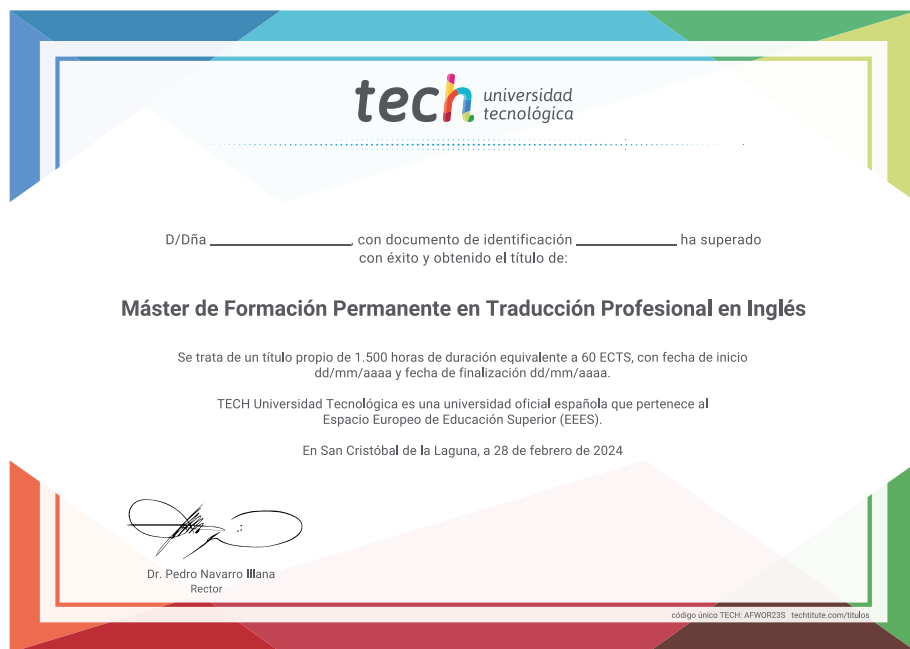 tech universidad
tecnológica
D/Dña ______________, con documento de identificación __________ ha superado
con éxito y obtenido el título de:
Máster de Formación Permanente en Traducción Profesional en Inglés
Se trata de un título propio de 1.500 horas de duración equivalente a 60 ECTS, con fecha de inicio
dd/mm/aaaa y fecha de finalización dd/mm/aaaa.
TECH Universidad Tecnológica es una universidad oficial española que pertenece al
Espacio Europeo de Educación Superior (EEES).
En San Cristóbal de la Laguna, a 28 de febrero de 2024
Dr. Pedro Navarro Illana
Rector
código único TECH: AFWOR23S techtitute.com/titulos